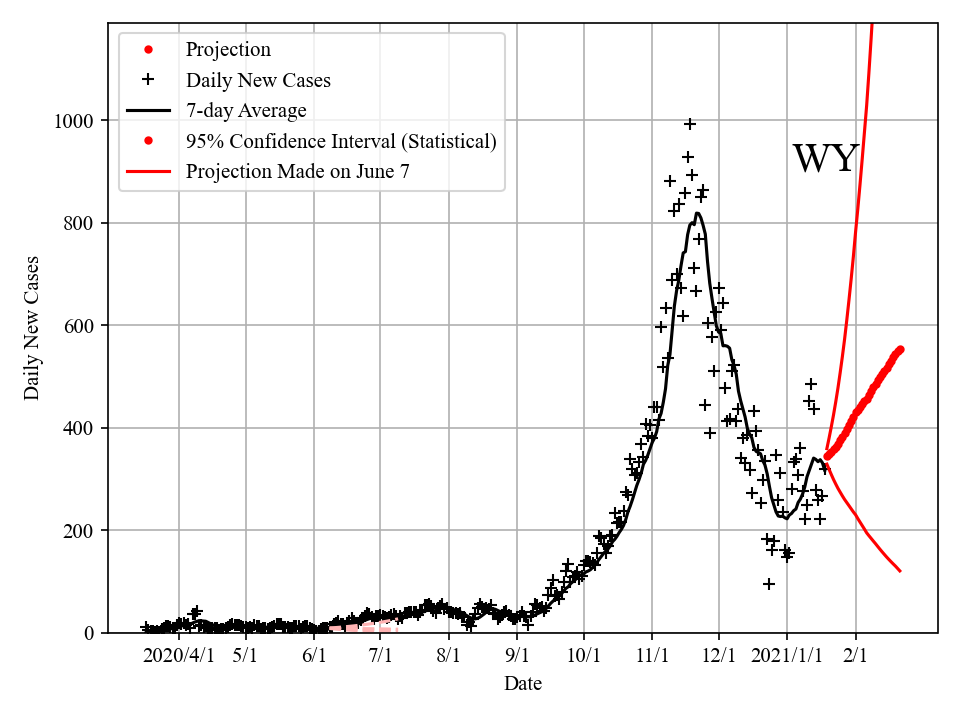 Projection
Daily New Cases
7-day Average
95% Confidence Interval (Statistical)
Projection Made on June 7
WY
1000
800
600
400
200
0
Daily New Cases
2020/4/1 5/1 6/1 7/1 8/1 9/1 10/1 11/1 12/1 2021/1/1 2/1
Date